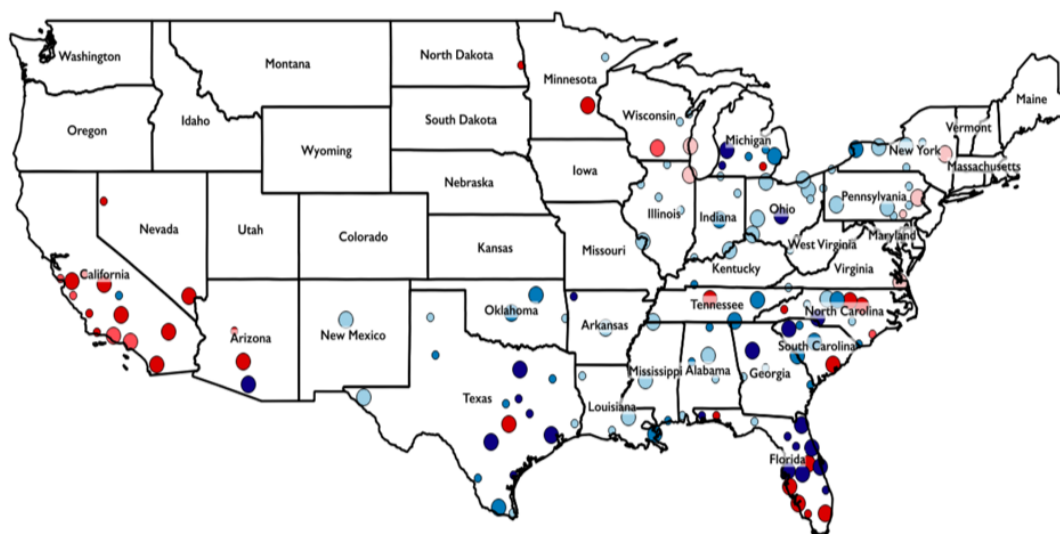 Washington
Montana
North Dakota
Minnesota
Maine
Oregon
Idaho
South Dakota
Wisconsin
Michigan
Vermont
New York
Wyoming
Massachusetts
Iowa
Nebraska
Pennsylvania
Nevada
Utah
Colorado
Illinois
Indiana
Ohio
Maryland
West Virginia
Kansas
Missouri
Kentucky
Virginia
California
Tennessee
North Carolina
Oklahoma
Arizona
New Mexico
Arkansas
South Carolina
Mississippi
Alabama
Georgia
Texas
Louisiana
Florida